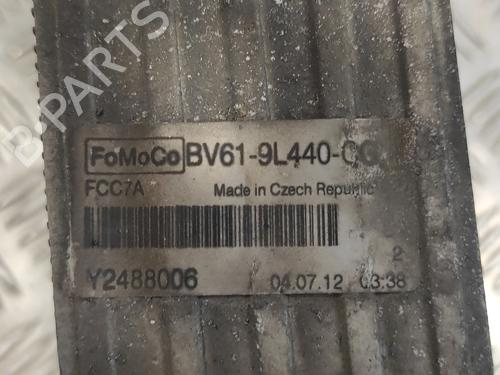 B-PARTS
FoMoCo BV61-9L440-CG
FCC7A Made in Czech Republic
2
Y2488006 04.07.12 03:38